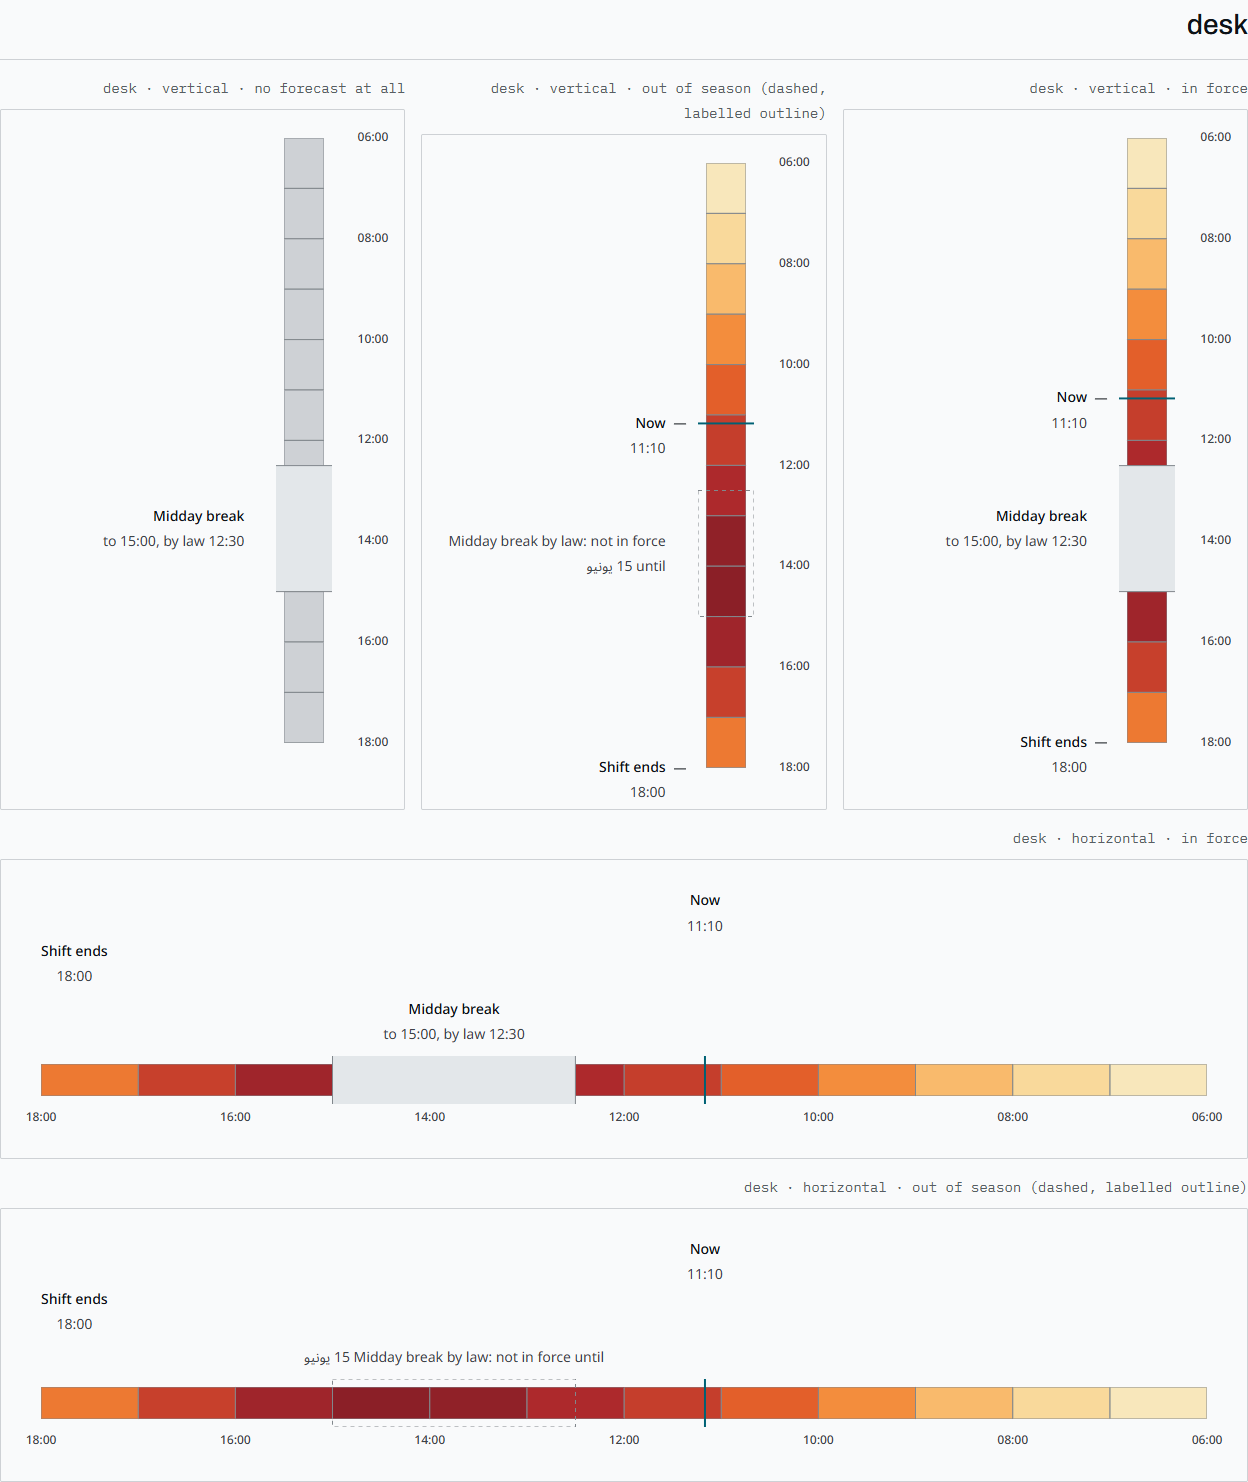 desk
desk · vertical · in force
06:00
08:00
10:00
Now
11:10
12:00
Midday break
to 15:00, by law 12:30
14:00
16:00
Shift ends
18:00
18:00
desk · vertical · out of season (dashed,
labelled outline)
06:00
08:00
10:00
Now
11:10
12:00
Midday break by law: not in force
يونيو 15 until
14:00
16:00
Shift ends
18:00
18:00
desk · vertical · no forecast at all
06:00
08:00
10:00
12:00
Midday break
to 15:00, by law 12:30
14:00
16:00
18:00
desk · horizontal · in force
Now
11:10
Shift ends
18:00
Midday break
to 15:00, by law 12:30
18:00 16:00 14:00 12:00 10:00 08:00 06:00
desk · horizontal · out of season (dashed, labelled outline)
Now
11:10
Shift ends
18:00
يونيو 15 Midday break by law: not in force until
18:00 16:00 14:00 12:00 10:00 08:00 06:00